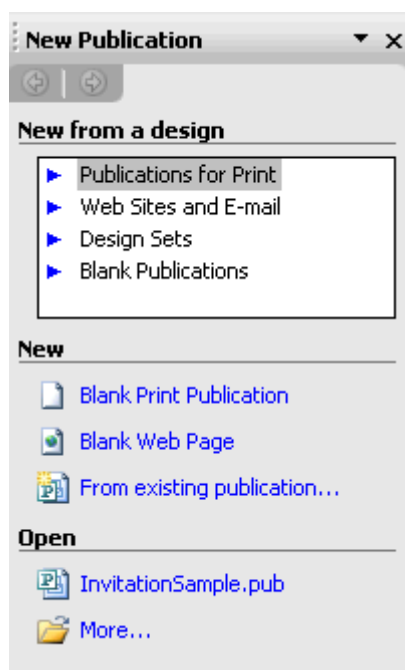 New Publication
New from a design
Publications for Print
Web Sites and E-mail
Design Sets
Blank Publications
New
Blank Print Publication
Blank Web Page
From existing publication...
Open
InvitationSample.pub
More...